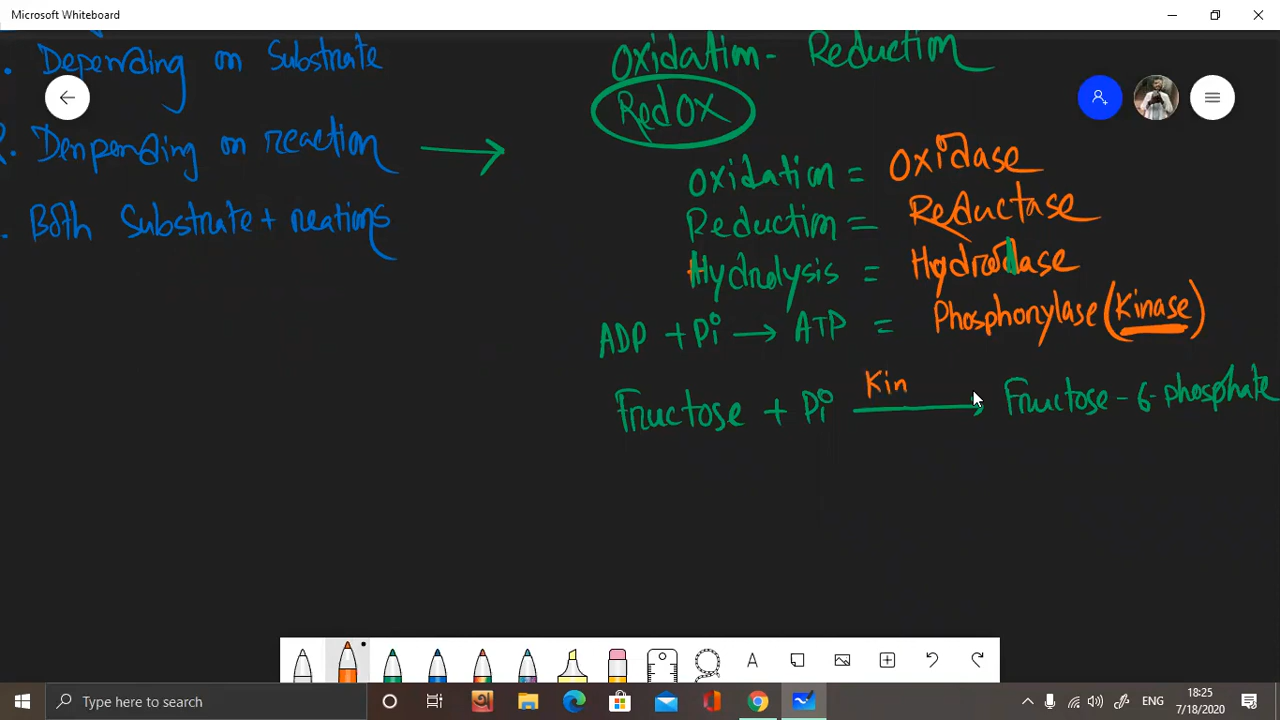 Microsoft Whiteboard
. Depending on Substrate
. Denpending on reaction
. Both Substrate + reations
Oxidation - Reduction
Redox
Oxidation = Oxidase
Reduction = Reductase
Hydrolysis =
ADP + Pi → ATP = Phosphorylase (Kinase)
Kin
Fructose + Pi → Fructose - 6 - phosphate
A
Type here to search
ENG
18:25
7/18/2020